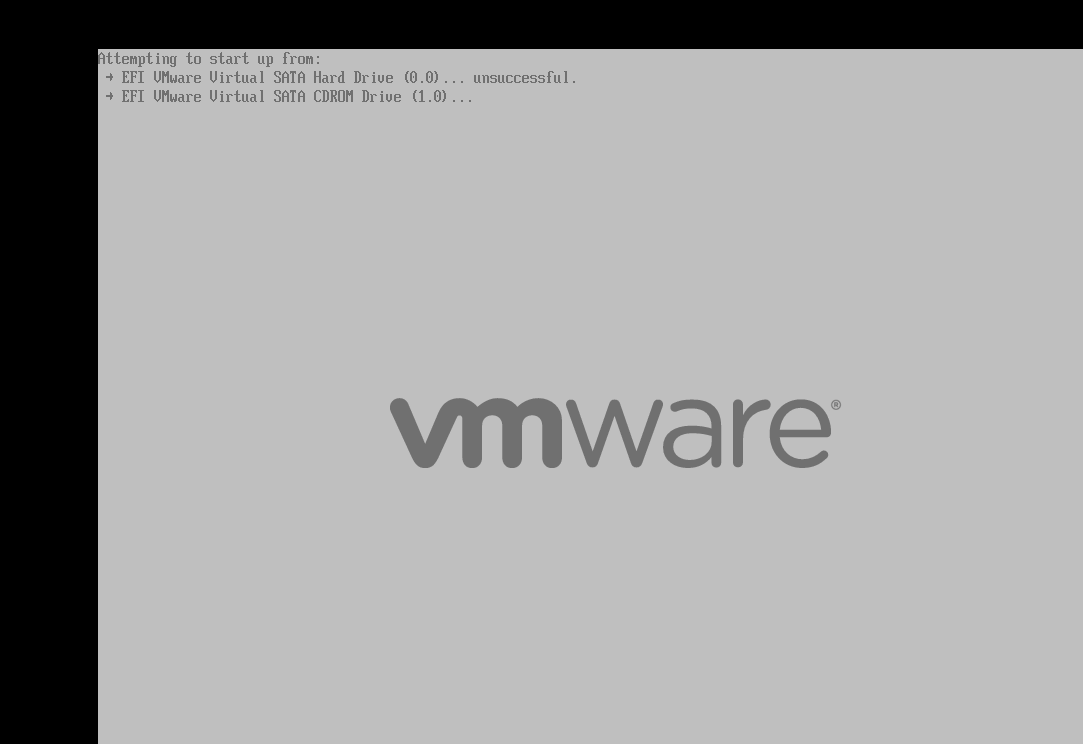 Attempting to start up from:
→ EFI VMware Virtual SATA Hard Drive (0.0)... unsuccessful.
→ EFI VMware Virtual SATA CDROM Drive (1.0)...
vmware®